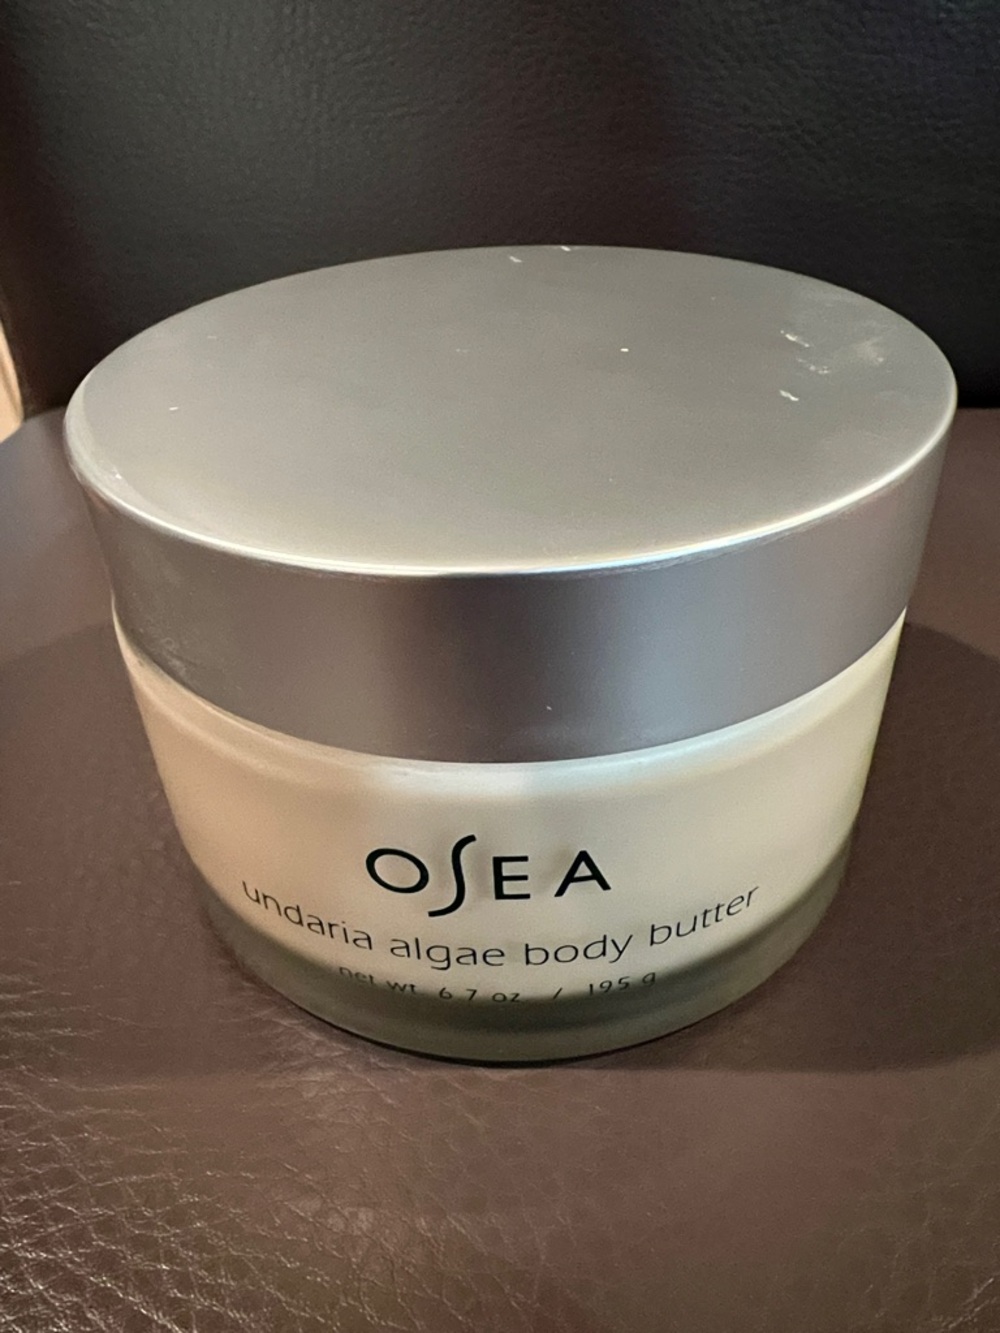 OSEA
undaria algae body butter
net wt. 6.7 oz / 195 g